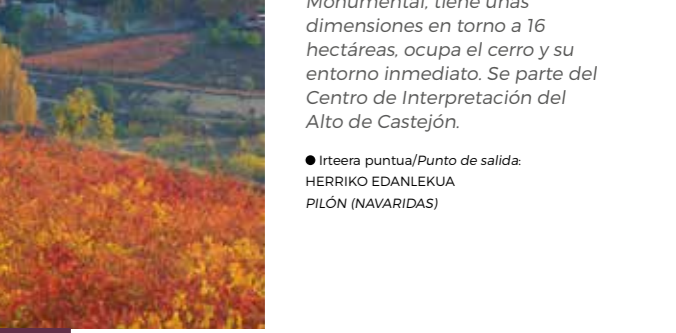 Monumental, tiene unas
dimensiones en torno a 16
hectáreas, ocupa el cerro y su
entorno inmediato. Se parte del
Centro de Interpretación del
Alto de Castejón.
● Irteera puntua/Punto de salida:
HERRIKO EDANLEKUA
PILÓN (NAVARIDAS)